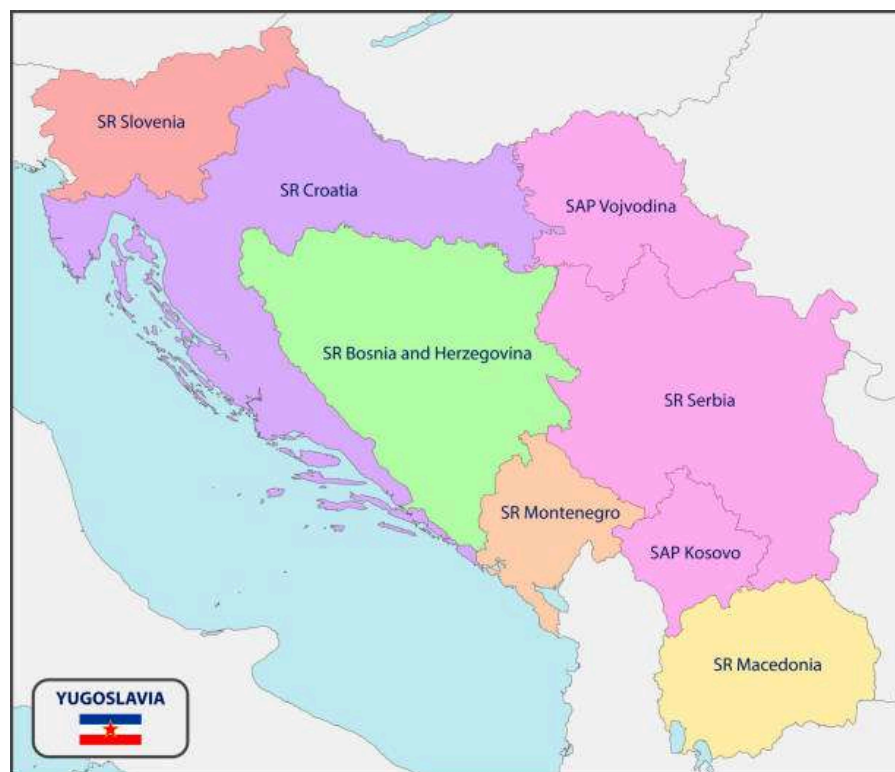 SR Slovenia
SR Croatia
SAP Vojvodina
SR Bosnia and Herzegovina
SR Serbia
SR Montenegro
SAP Kosovo
SR Macedonia
YUGOSLAVIA